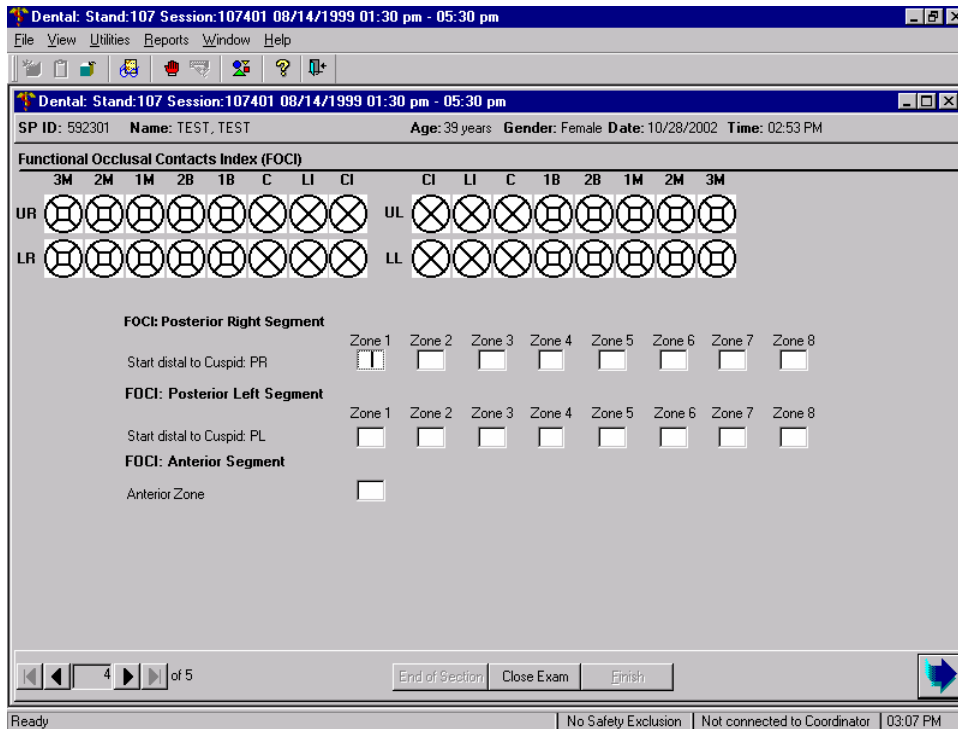 Dental: Stand:107 Session:107401 08/14/1999 01:30 pm - 05:30 pm
File View Utilities Reports Window Help
Dental: Stand:107 Session:107401 08/14/1999 01:30 pm - 05:30 pm
SP ID: 592301 Name: TEST, TEST Age: 39 years Gender: Female Date: 10/28/2002 Time: 02:53 PM
Functional Occlusal Contacts Index (FOCI)
3M 2M 1M 2B 1B C LI CI CI LI C 1B 2B 1M 2M 3M
UR UL
LR LL
FOCI: Posterior Right Segment
Zone 1 Zone 2 Zone 3 Zone 4 Zone 5 Zone 6 Zone 7 Zone 8
Start distal to Cuspid: PR
FOCI: Posterior Left Segment
Zone 1 Zone 2 Zone 3 Zone 4 Zone 5 Zone 6 Zone 7 Zone 8
Start distal to Cuspid: PL
FOCI: Anterior Segment
Anterior Zone
4 of 5 End of Section Close Exam Finish
Ready No Safety Exclusion Not connected to Coordinator 03:07 PM